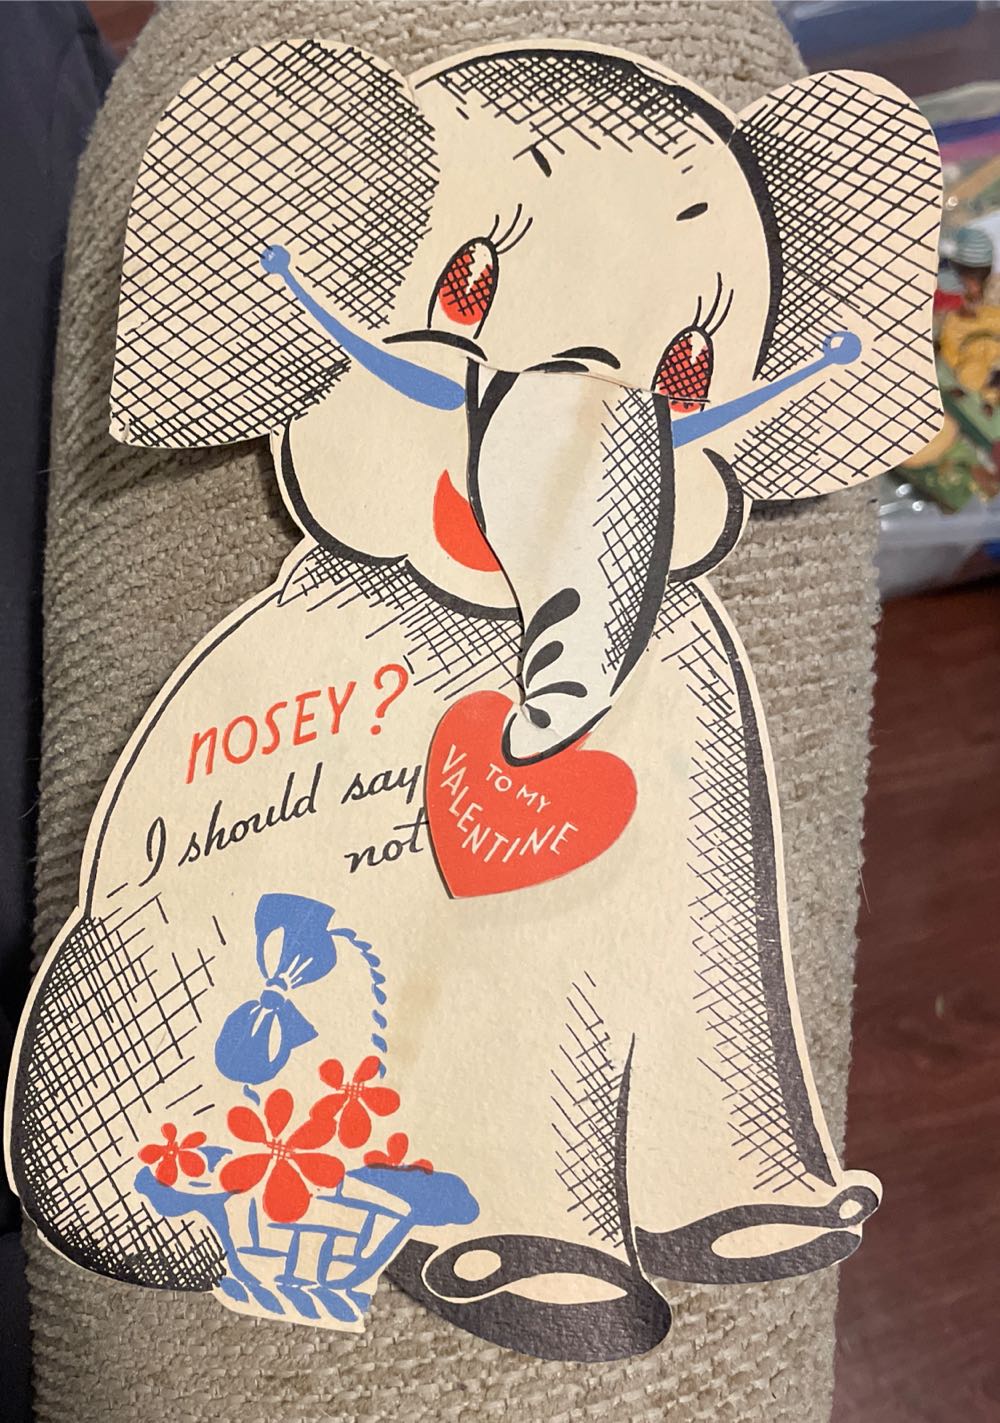 NOSEY?
I should say
not
TO MY
VALENTINE